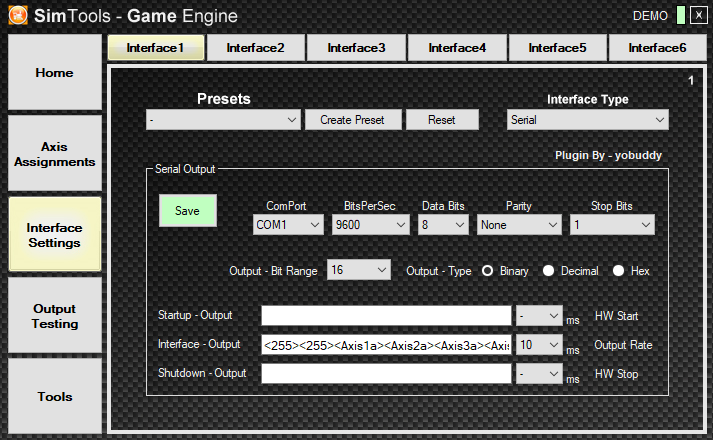 SimTools - Game Engine
DEMO
X
Home
Axis
Assignments
Interface
Settings
Output
Testing
Tools
Interface1 Interface2 Interface3 Interface4 Interface5 Interface6
1
Presets Interface Type
- Create Preset Reset Serial
Plugin By - yobuddy
Serial Output
Save
ComPort BitsPerSec Data Bits Parity Stop Bits
COM1 9600 8 None 1
Output - Bit Range 16 Output - Type Binary Decimal Hex
Startup - Output - ms HW Start
Interface - Output <255><255><Axis1a><Axis2a><Axis3a><Axi 10 ms Output Rate
Shutdown - Output - ms HW Stop